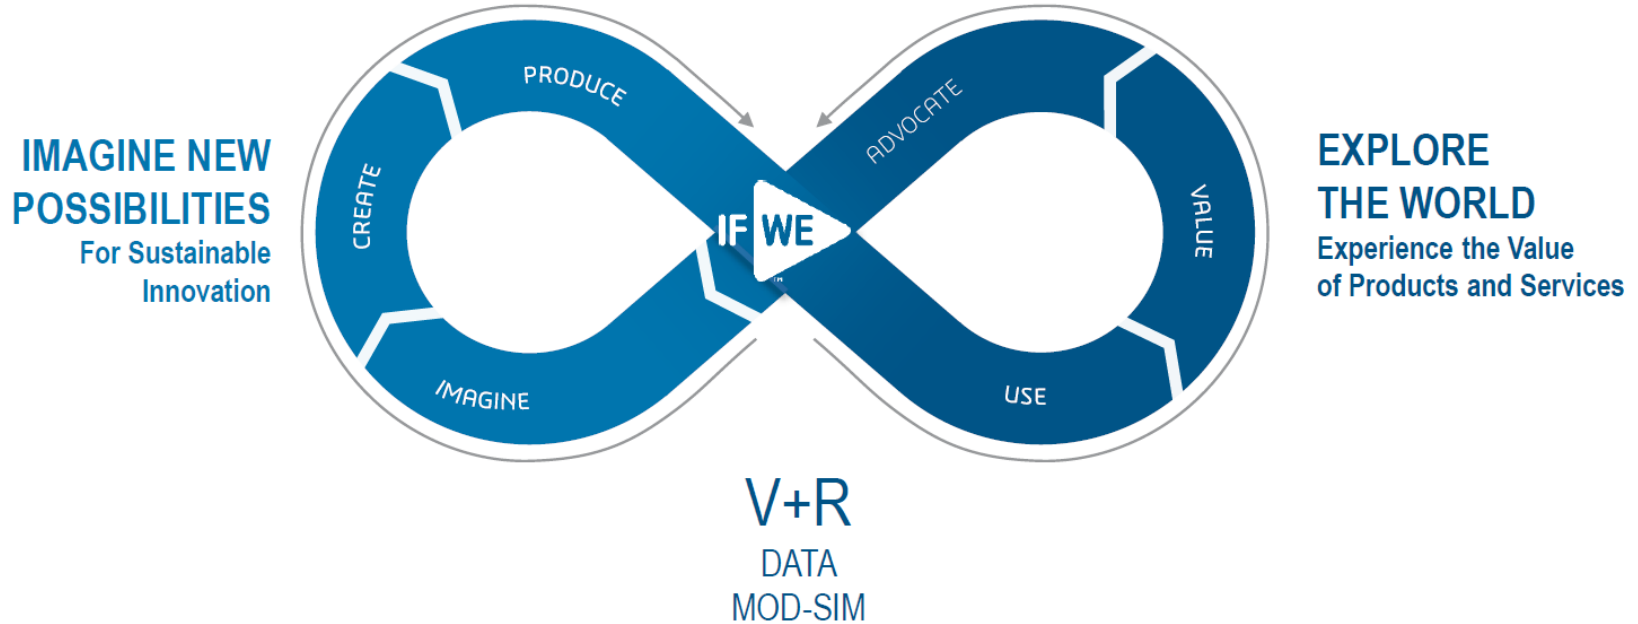 IMAGINE NEW
POSSIBILITIES
For Sustainable
Innovation
PRODUCE
CREATE
IMAGINE
IF WE
ADVOCATE
VALUE
USE
EXPLORE
THE WORLD
Experience the Value
of Products and Services
V+R
DATA
MOD-SIM